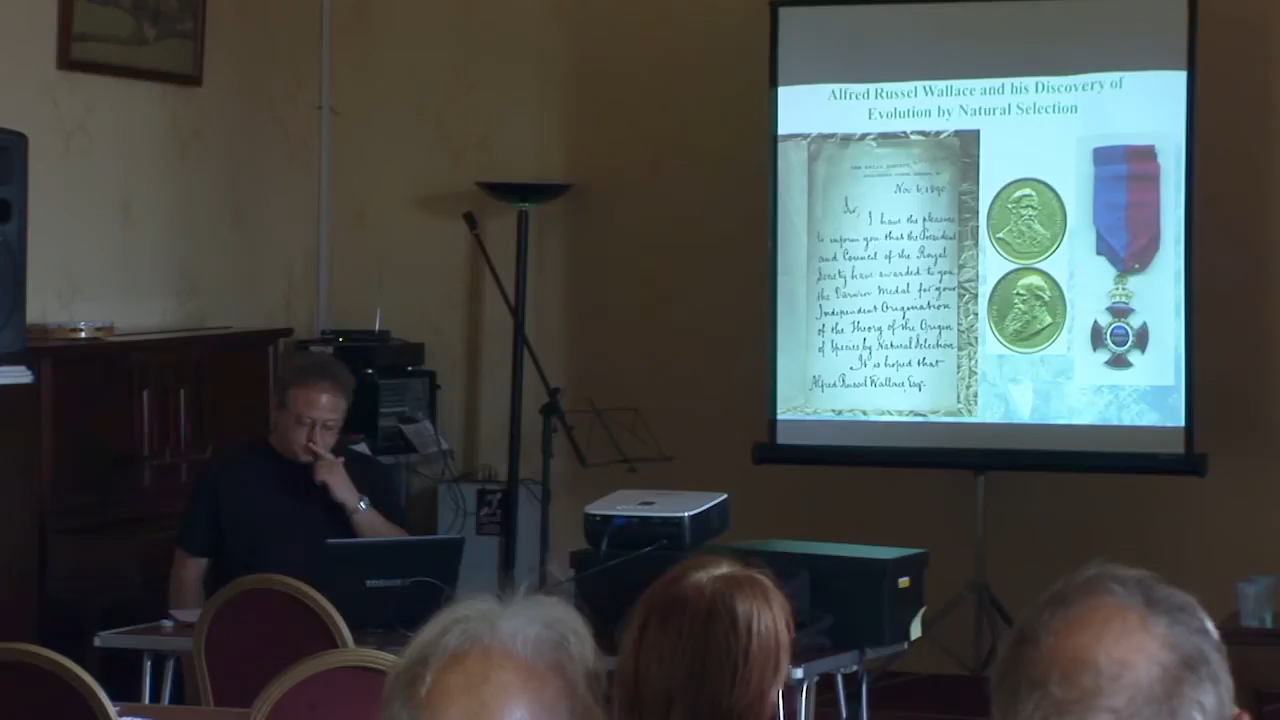 Alfred Russel Wallace and his Discovery of
Evolution by Natural Selection
Nov 6, 1890
Sir,
I have the pleasure
to inform you that the President
and Council of the Royal
Society have awarded to you
the Darwin Medal for your
Independent Origination
of the Theory of the Origin
of Species by Natural Selection.
It is hoped that
Alfred Russel Wallace, Esqr.